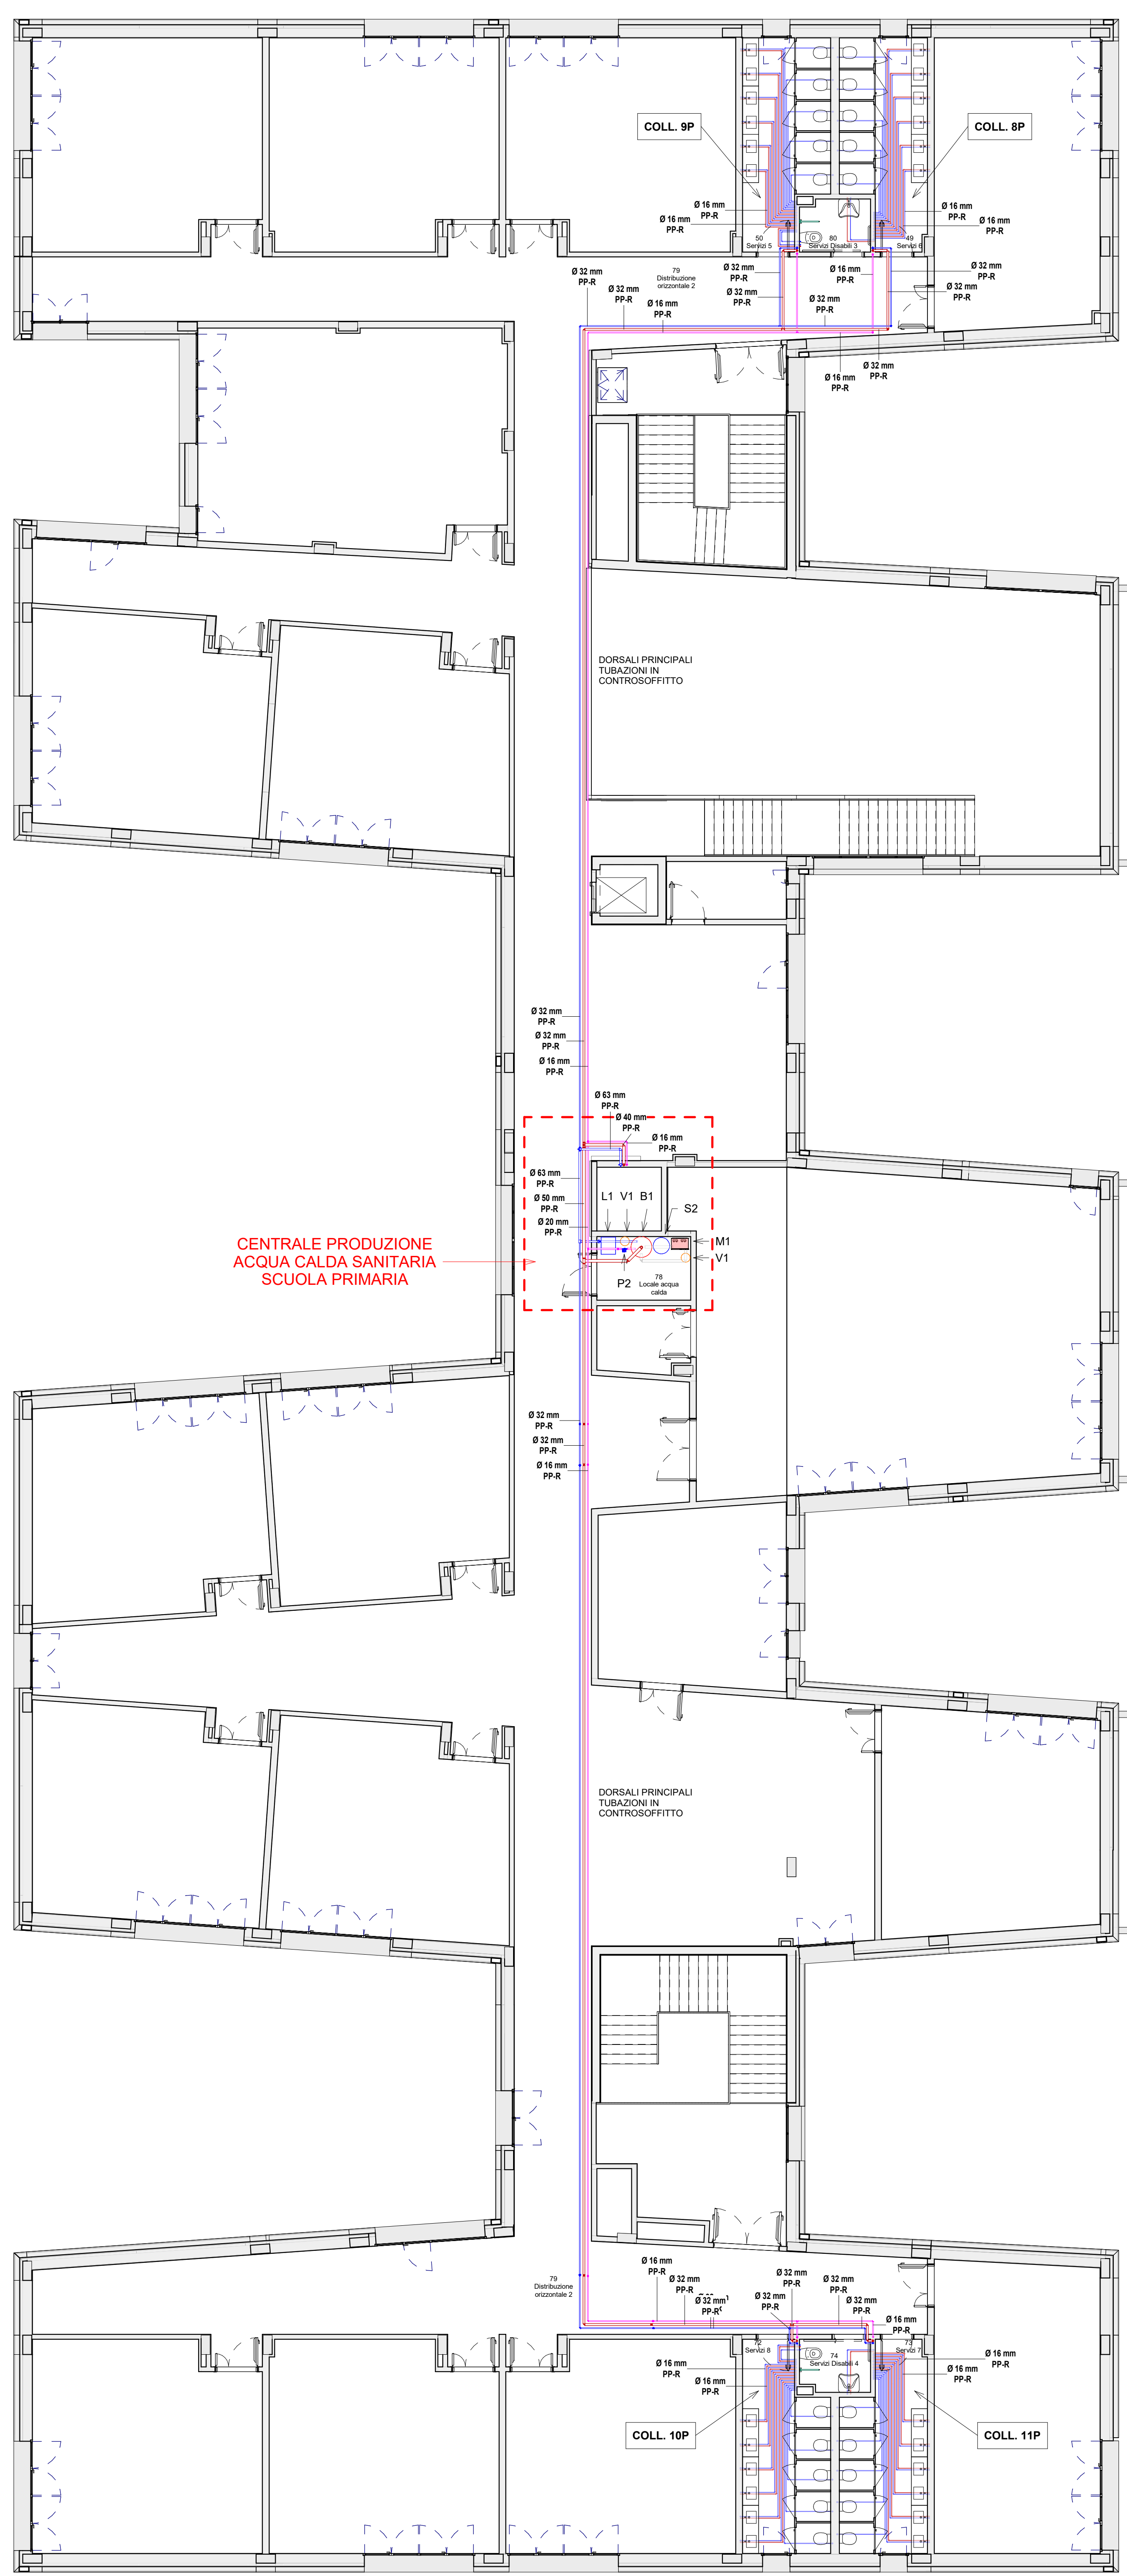 COLL. 9P
COLL. 8P
Ø 16 mm
PP-R
Ø 16 mm
PP-R
Ø 16 mm
PP-R
Ø 16 mm
PP-R
50
Servizi 5
80
Servizi Disabili 3
49
Servizi 6
79
Distribuzione
orizzontale 2
Ø 32 mm
PP-R
Ø 32 mm
PP-R
Ø 16 mm
PP-R
Ø 32 mm
PP-R
Ø 32 mm
PP-R
Ø 32 mm
PP-R
Ø 16 mm
PP-R
Ø 32 mm
PP-R
Ø 32 mm
PP-R
Ø 16 mm
PP-R
Ø 32 mm
PP-R
DORSALI PRINCIPALI
TUBAZIONI IN
CONTROSOFFITTO
Ø 32 mm
PP-R
Ø 32 mm
PP-R
Ø 16 mm
PP-R
Ø 63 mm
PP-R
Ø 40 mm
PP-R
Ø 16 mm
PP-R
Ø 63 mm
PP-R
Ø 50 mm
PP-R
Ø 20 mm
PP-R
L1 V1 B1
S2
M1
V1
P2
78
Locale acqua
calda
CENTRALE PRODUZIONE
ACQUA CALDA SANITARIA
SCUOLA PRIMARIA
Ø 32 mm
PP-R
Ø 32 mm
PP-R
Ø 16 mm
PP-R
DORSALI PRINCIPALI
TUBAZIONI IN
CONTROSOFFITTO
79
Distribuzione
orizzontale 2
Ø 16 mm
PP-R
Ø 32 mm
PP-R
Ø 32 mm
PP-R
Ø 32 mm
PP-R
Ø 32 mm
PP-R
Ø 32 mm
PP-R
Ø 32 mm
PP-R
Ø 16 mm
PP-R
72
Servizi 8
74
Servizi Disabili 4
73
Servizi 7
Ø 16 mm
PP-R
Ø 16 mm
PP-R
Ø 16 mm
PP-R
Ø 16 mm
PP-R
COLL. 10P
COLL. 11P